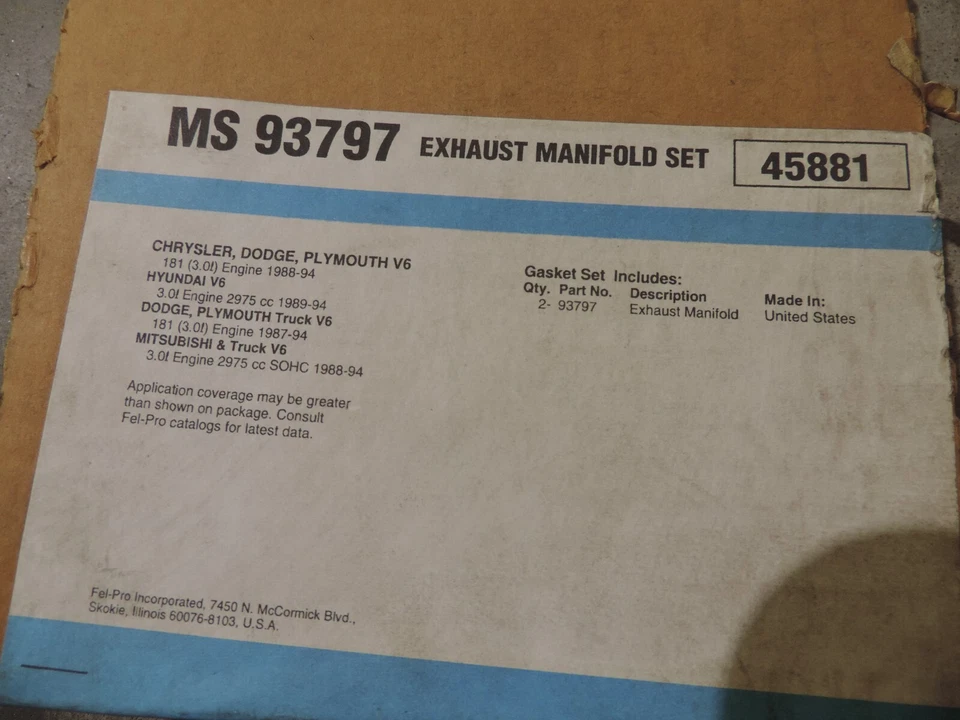 MS 93797 EXHAUST MANIFOLD SET 45881
CHRYSLER, DODGE, PLYMOUTH V6
181 (3.0ℓ) Engine 1988-94
HYUNDAI V6
3.0ℓ Engine 2975 cc 1989-94
DODGE, PLYMOUTH Truck V6
181 (3.0ℓ) Engine 1987-94
MITSUBISHI & Truck V6
3.0ℓ Engine 2975 cc SOHC 1988-94
Application coverage may be greater
than shown on package. Consult
Fel-Pro catalogs for latest data.
Gasket Set Includes:
Qty. Part No. Description Made In:
2- 93797 Exhaust Manifold United States
Fel-Pro Incorporated, 7450 N. McCormick Blvd.,
Skokie, Illinois 60076-8103, U.S.A.